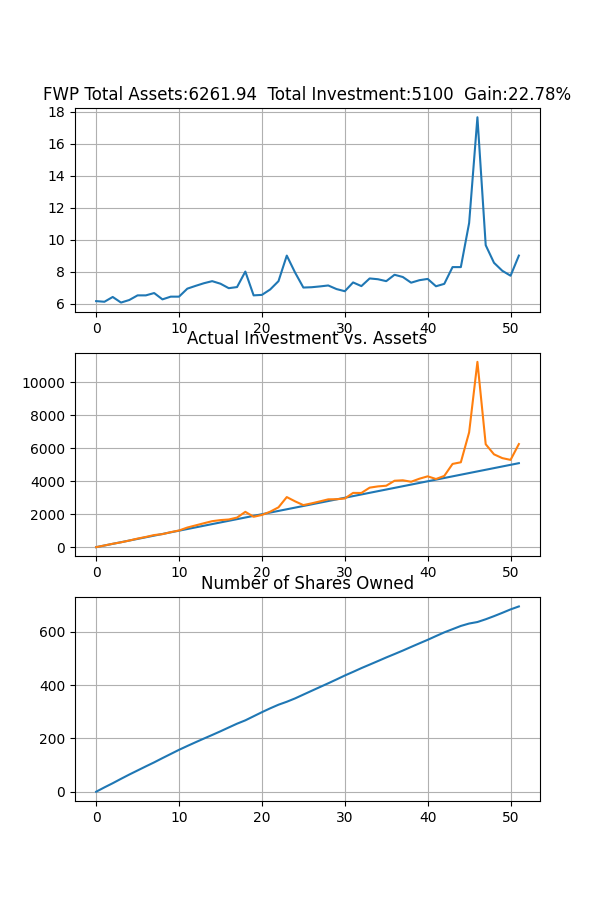 FWP Total Assets:6261.94  Total Investment:5100  Gain:22.78%
18
16
14
12
10
8
6
0 10 20 30 40 50
Actual Investment vs. Assets
10000
8000
6000
4000
2000
0
0 10 20 30 40 50
Number of Shares Owned
600
400
200
0
0 10 20 30 40 50